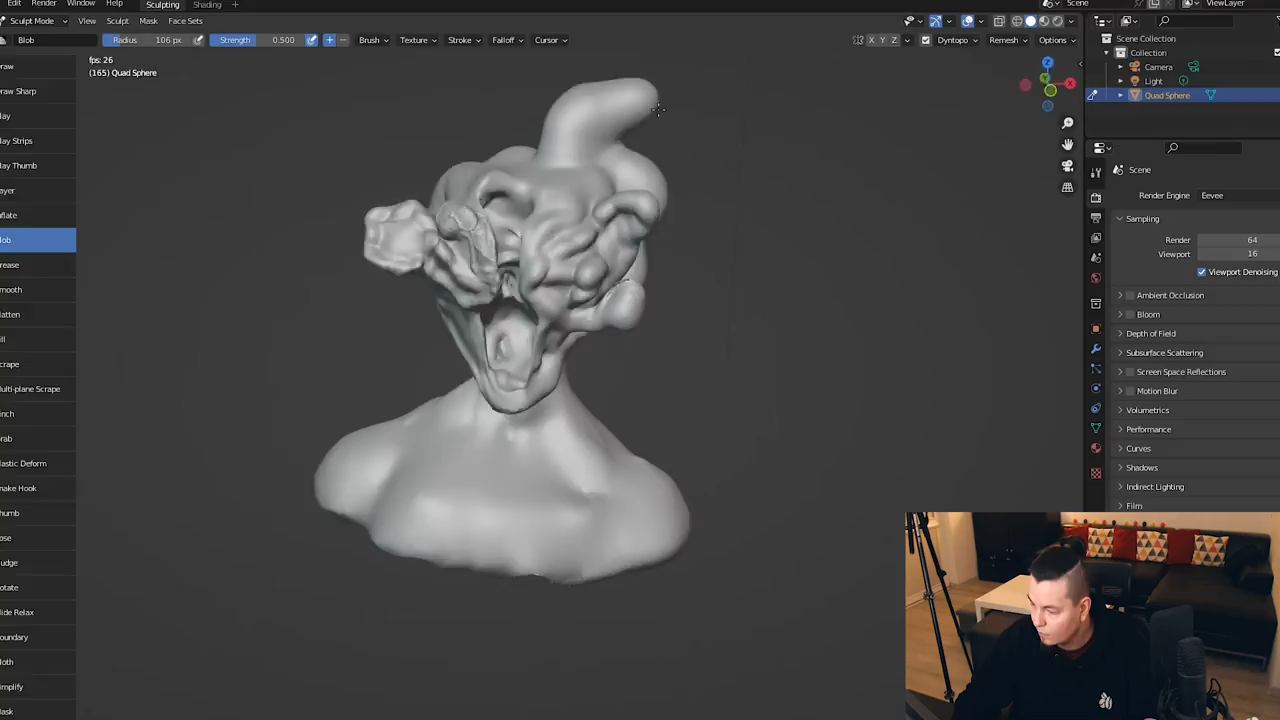 Edit Render Window Help Sculpting Shading + Scene ViewLayer
Sculpt Mode View Sculpt Mask Face Sets
Blob Radius 106 px Strength 0.500 + − Brush Texture Stroke Falloff Cursor X Y Z Dyntopo Remesh Options
fps: 26
(165) Quad Sphere
raw
raw Sharp
lay
lay Strips
lay Thumb
ayer
nflate
lob
rease
mooth
latten
ill
crape
ulti-plane Scrape
inch
rab
lastic Deform
nake Hook
humb
ose
udge
otate
lide Relax
oundary
loth
implify
ask
Z
X
Scene Collection
Collection
Camera
Light
Quad Sphere
Scene
Render Engine Eevee
Sampling
Render 64
Viewport 16
Viewport Denoising
Ambient Occlusion
Bloom
Depth of Field
Subsurface Scattering
Screen Space Reflections
Motion Blur
Volumetrics
Performance
Curves
Shadows
Indirect Lighting
Film